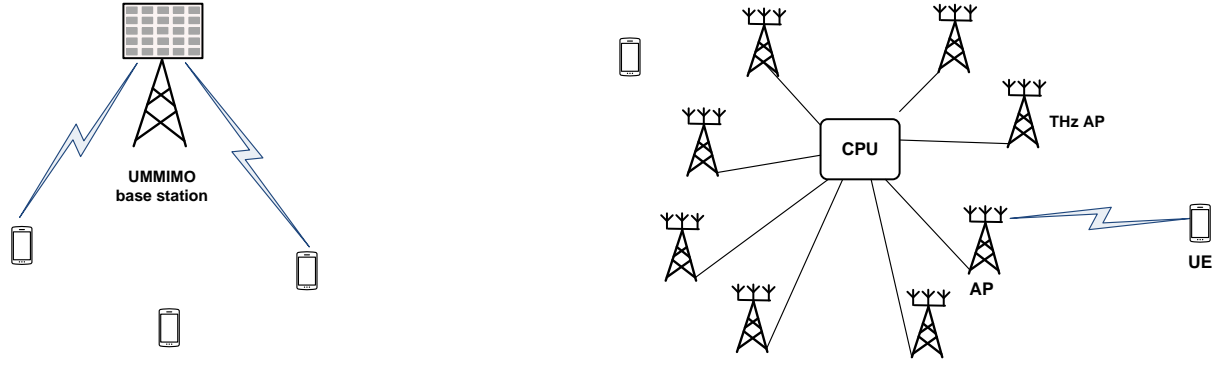 UMMIMO
base station
CPU
THz AP
AP
UE